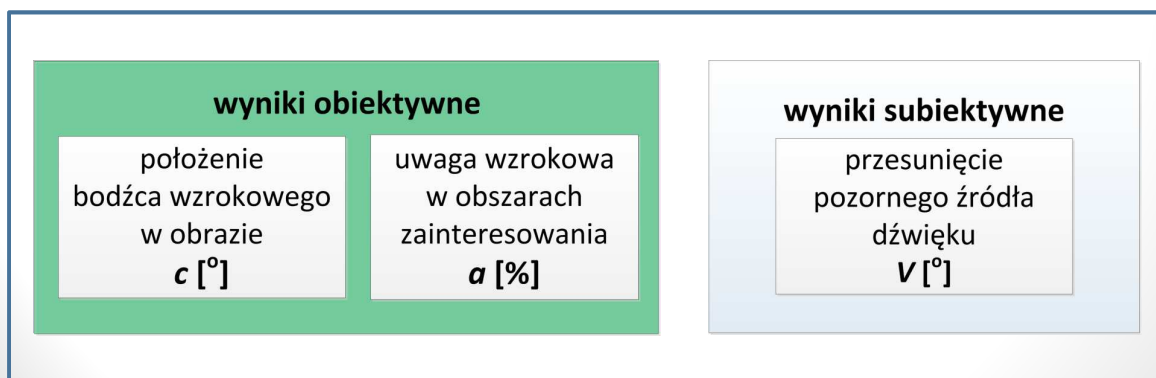 wyniki obiektywne
położenie
bodźca wzrokowego
w obrazie
c [°]
uwaga wzrokowa
w obszarach
zainteresowania
a [%]
wyniki subiektywne
przesunięcie
pozornego źródła
dźwięku
V [°]